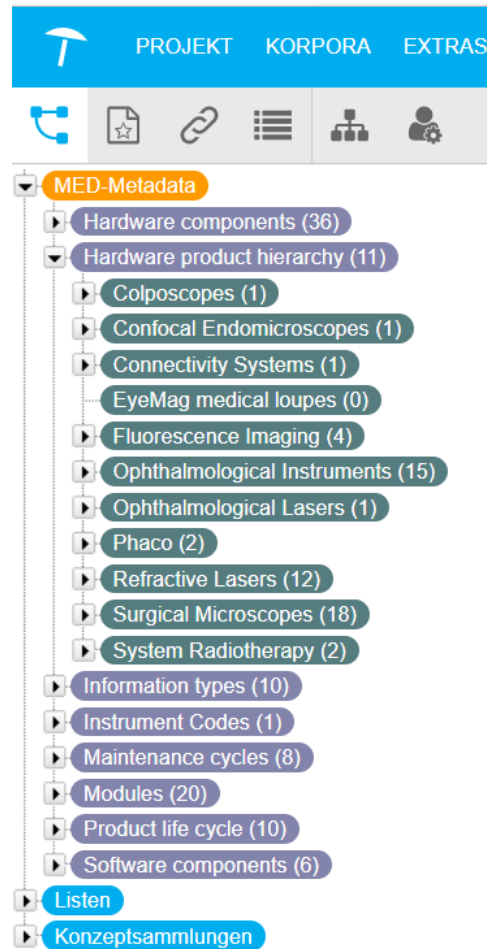 PROJEKT KORPORA EXTRAS
MED-Metadata
Hardware components (36)
Hardware product hierarchy (11)
Colposcopes (1)
Confocal Endomicroscopes (1)
Connectivity Systems (1)
EyeMag medical loupes (0)
Fluorescence Imaging (4)
Ophthalmological Instruments (15)
Ophthalmological Lasers (1)
Phaco (2)
Refractive Lasers (12)
Surgical Microscopes (18)
System Radiotherapy (2)
Information types (10)
Instrument Codes (1)
Maintenance cycles (8)
Modules (20)
Product life cycle (10)
Software components (6)
Listen
Konzeptsammlungen